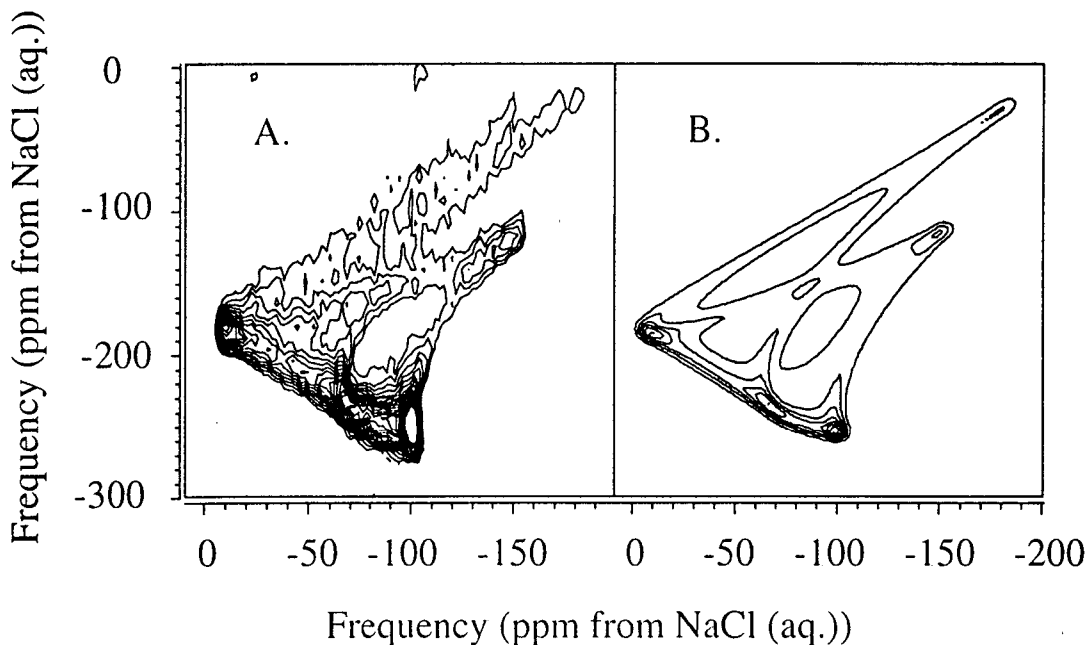 Frequency (ppm from NaCl (aq.))
0
-100
-200
-300
A.
B.
0 -50 -100 -150 0 -50 -100 -150 -200
Frequency (ppm from NaCl (aq.))